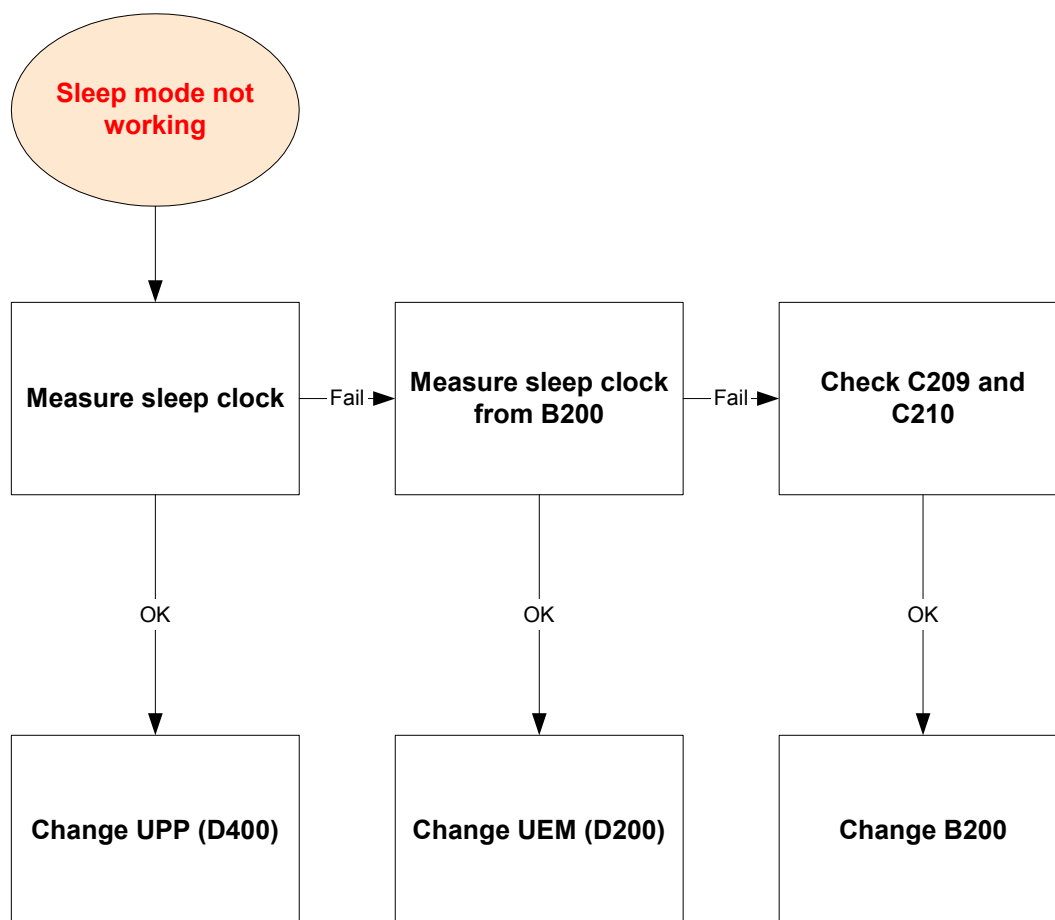 Sleep mode not
working
Measure sleep clock
Fail
Measure sleep clock
from B200
Fail
Check C209 and
C210
OK
OK
OK
Change UPP (D400)
Change UEM (D200)
Change B200